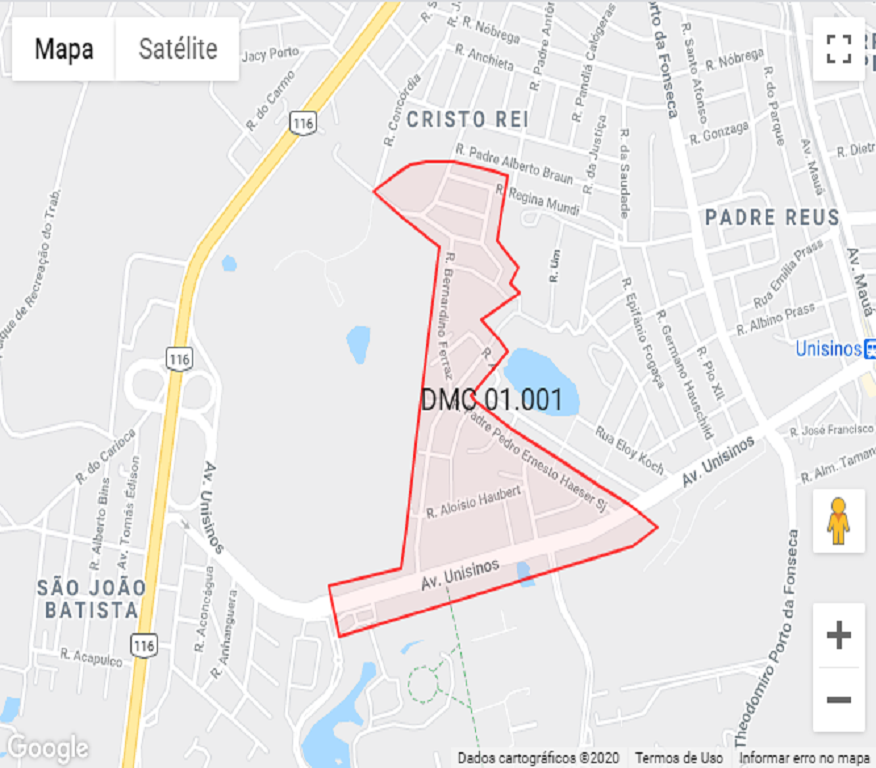 Mapa
Satélite
116
CRISTO REI
R. Nóbrega
R. Anchieta
R. Padre Antôn
R. Pandiá Calógeras
orto da Fonseca
R. Santo Afonso
R. Nóbrega
R. do Parque
R. Gonzaga
Av. Mauá
R. Dietr
Jacy Porto
R. do Carmo
R. Concórdia
R. Padre Alberto Braun
R. da Justiça
R. da Saudade
R. Regina Mundi
PADRE REUS
Av. Mauá
R. Um
Rua Emilia Prass
R. Albino Prass
Unisinos
R. Epifânio Fogaça
R. Germano Hauschild
R. Pio XII
arque de Recreação do Trab.
116
R. Bernardino Ferraz
DMC 01.001
Padre Pedro Ernesto Haeser Sj
Rua Eloy Koch
Av. Unisinos
R. José Francisco
R. Alm. Taman
R. do Carioca
R. Alberto Bins
Av. Tomás Edison
Av. Unisinos
R. Aloísio Haubert
Av. Unisinos
SÃO JOÃO
BATISTA
R. Aconcágua
R. Anhanguera
116
R. Acapulco
Theodomiro Porto da Fonseca
Google
Dados cartográficos ©2020
Termos de Uso
Informar erro no mapa